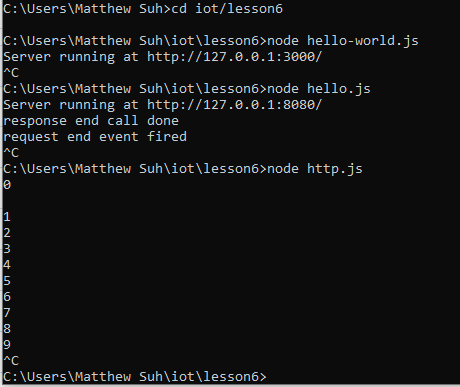 C:\Users\Matthew Suh>cd iot/lesson6
C:\Users\Matthew Suh\iot\lesson6>node hello-world.js
Server running at http://127.0.0.1:3000/
^C
C:\Users\Matthew Suh\iot\lesson6>node hello.js
Server running at http://127.0.0.1:8080/
response end call done
request end event fired
^C
C:\Users\Matthew Suh\iot\lesson6>node http.js
0
1
2
3
4
5
6
7
8
9
^C
C:\Users\Matthew Suh\iot\lesson6>